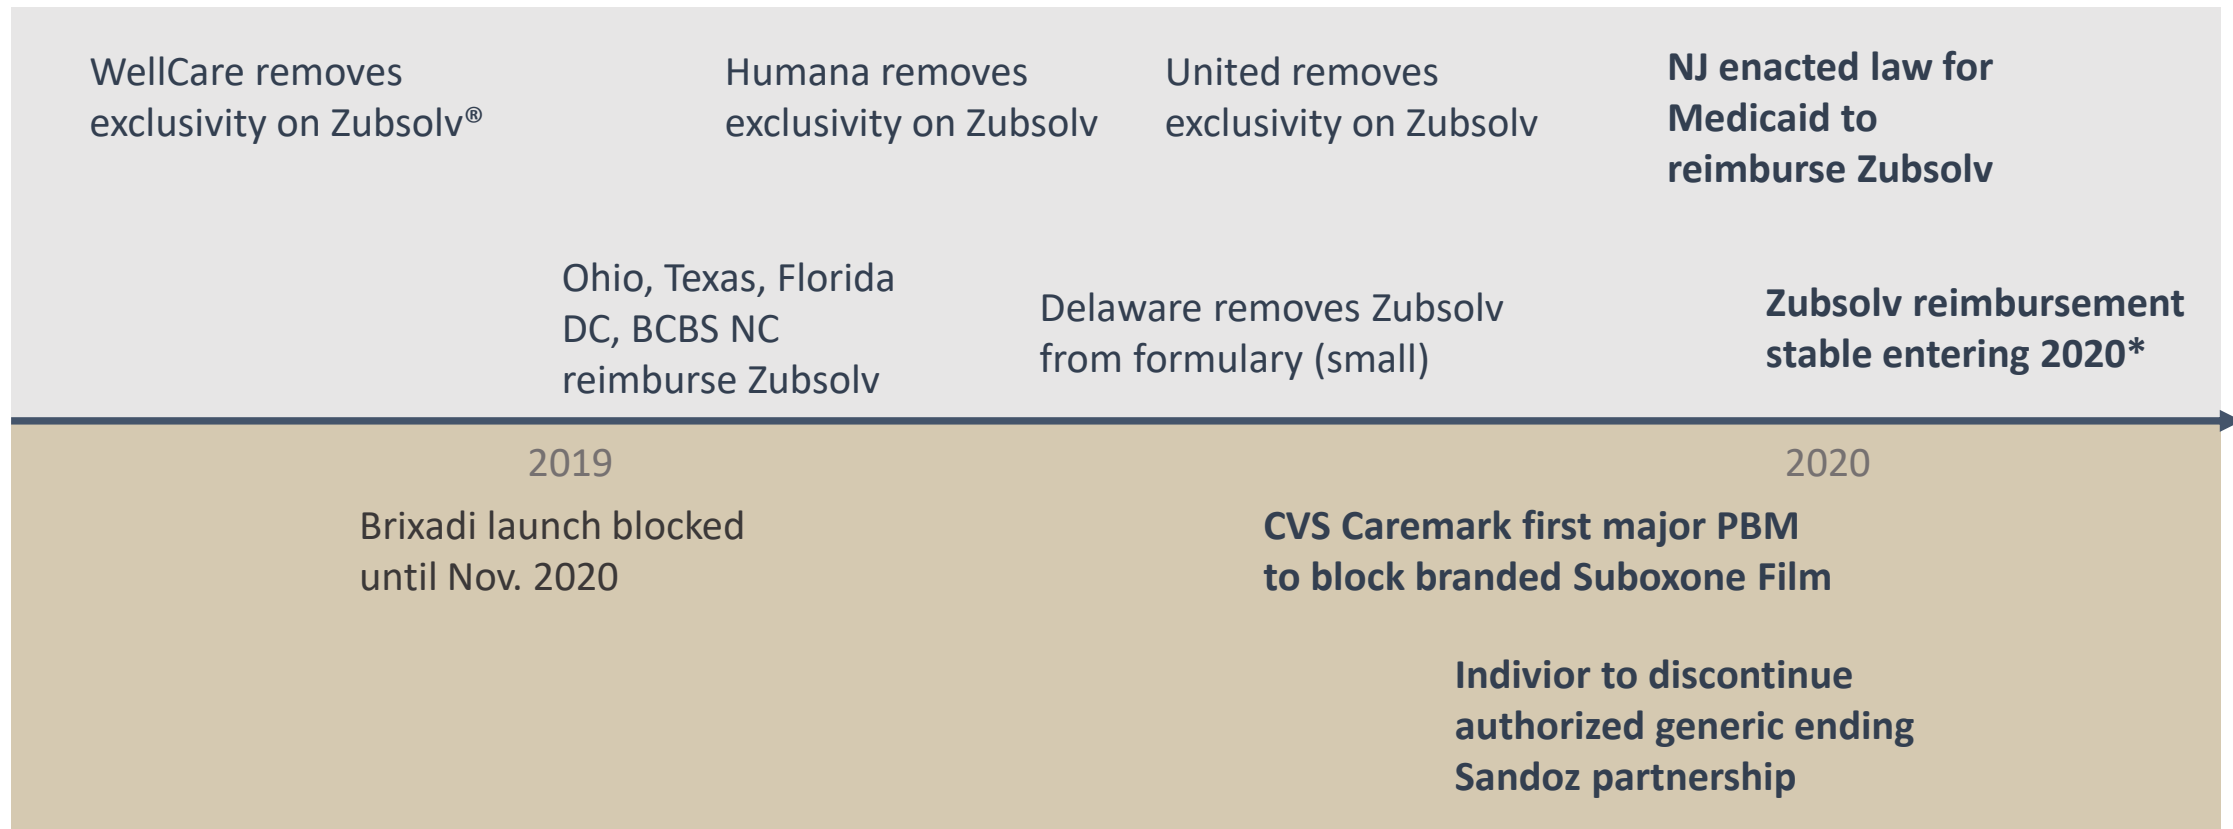 WellCare removes
exclusivity on Zubsolv®
Humana removes
exclusivity on Zubsolv
United removes
exclusivity on Zubsolv
NJ enacted law for
Medicaid to
reimburse Zubsolv
Ohio, Texas, Florida
DC, BCBS NC
reimburse Zubsolv
Delaware removes Zubsolv
from formulary (small)
Zubsolv reimbursement
stable entering 2020*
2019
2020
Brixadi launch blocked
until Nov. 2020
CVS Caremark first major PBM
to block branded Suboxone Film
Indivior to discontinue
authorized generic ending
Sandoz partnership